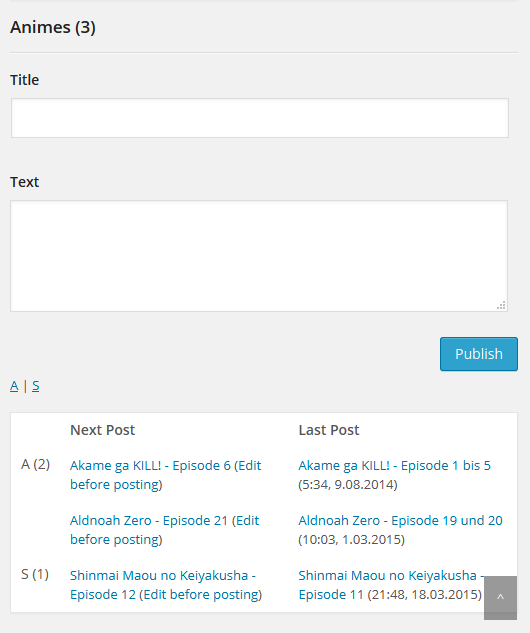 Animes (3)
Title
Text
Publish
A | S
Next Post Last Post
A (2) Akame ga KILL! - Episode 6 (Edit Akame ga KILL! - Episode 1 bis 5
before posting) (5:34, 9.08.2014)
Aldnoah Zero - Episode 21 (Edit Aldnoah Zero - Episode 19 und 20
before posting) (10:03, 1.03.2015)
S (1) Shinmai Maou no Keiyakusha - Shinmai Maou no Keiyakusha -
Episode 12 (Edit before posting) Episode 11 (21:48, 18.03.2015)
^